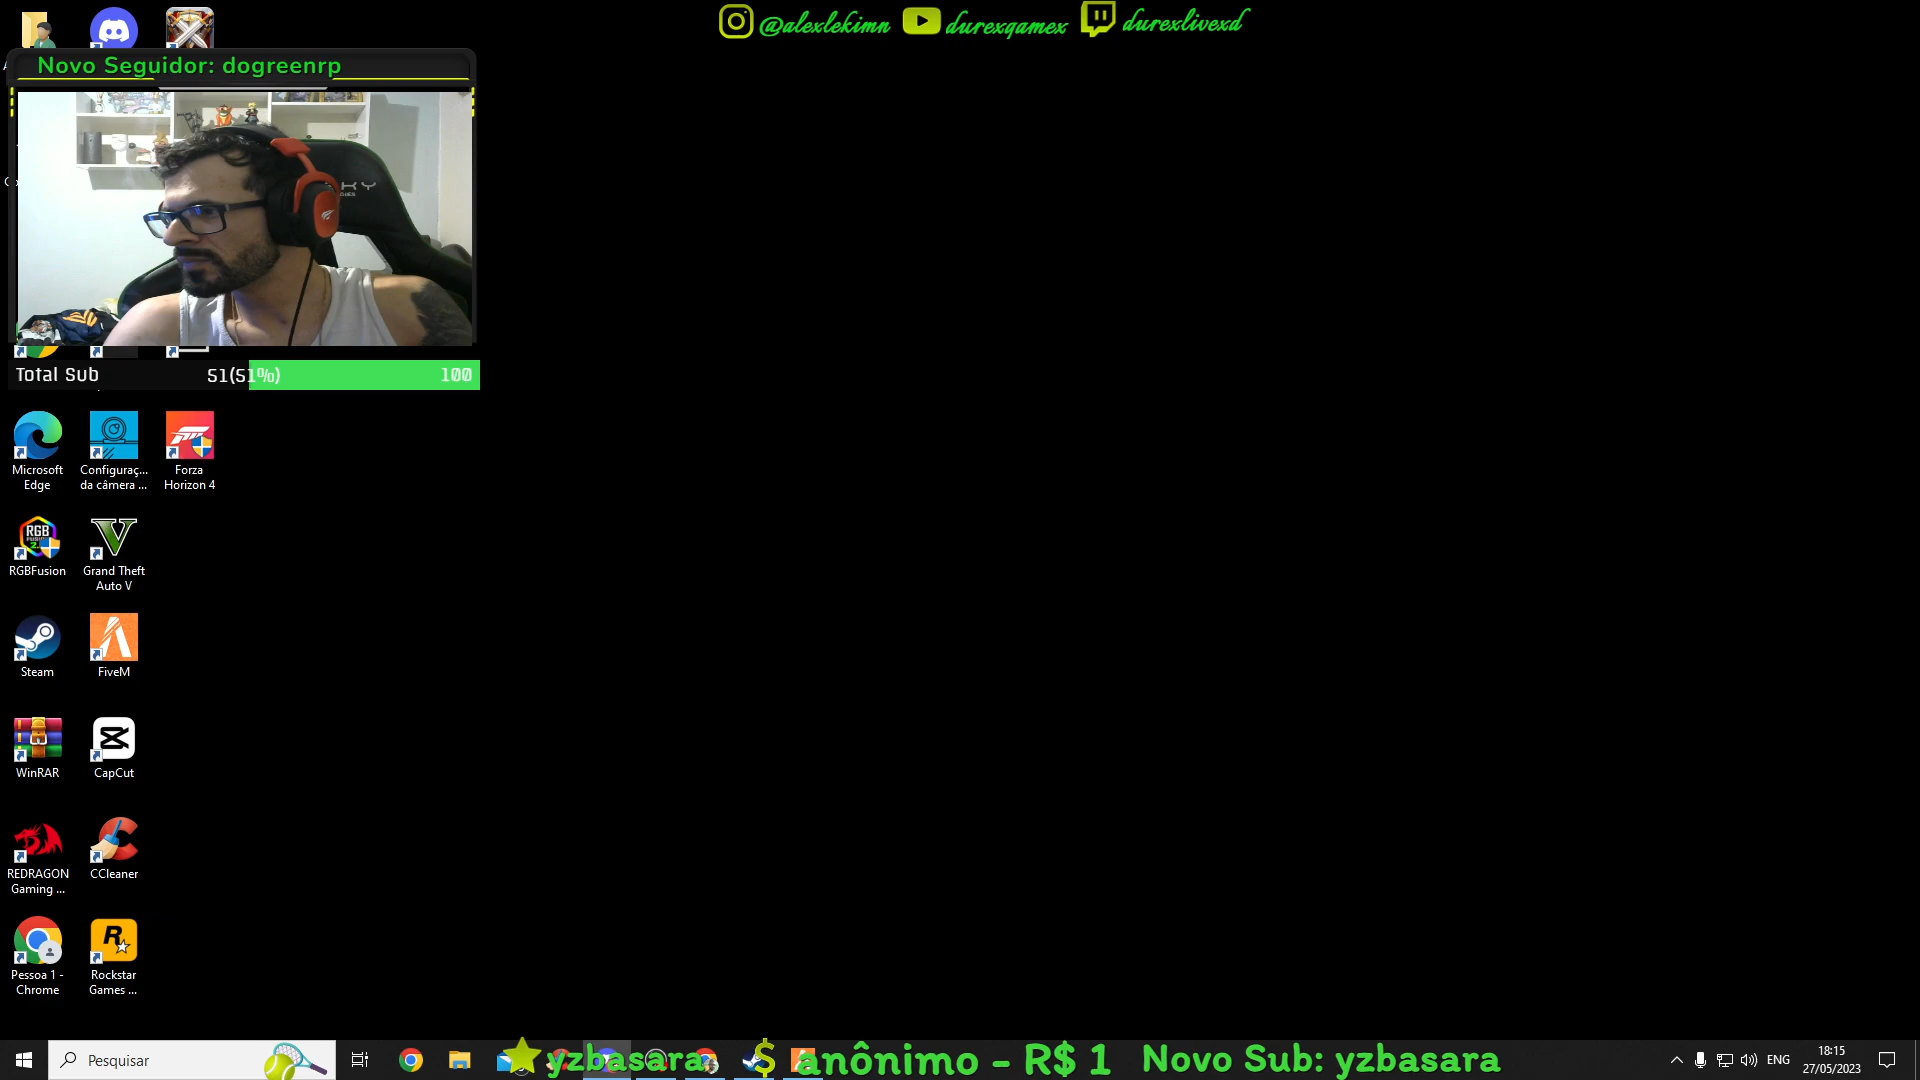 @alexlekimn
durexgamex
durexlivexd
Novo Seguidor: dogreenrp
Total Sub
51(51%)
100
Microsoft
Edge
Configuraç...
da câmera ...
Forza
Horizon 4
RGB
RGBFusion
Grand Theft
Auto V
Steam
FiveM
WinRAR
CapCut
REDRAGON
Gaming ...
CCleaner
Pessoa 1 -
Chrome
Rockstar
Games ...
Pesquisar
yzbasara
anônimo - R$ 1
Novo Sub: yzbasara
ENG
18:15
27/05/2023